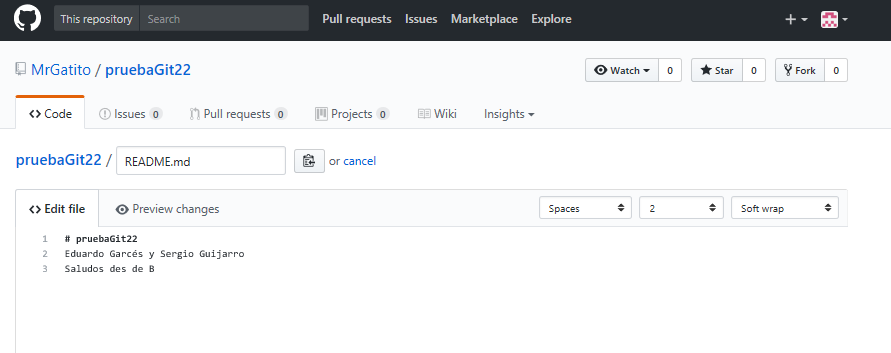 This repository Search Pull requests Issues Marketplace Explore
MrGatito / pruebaGit22 Watch 0 Star 0 Fork 0
Code Issues 0 Pull requests 0 Projects 0 Wiki Insights
pruebaGit22 / README.md or cancel
Edit file Preview changes Spaces 2 Soft wrap
1 # pruebaGit22
2 Eduardo Garcés y Sergio Guijarro
3 Saludos des de B